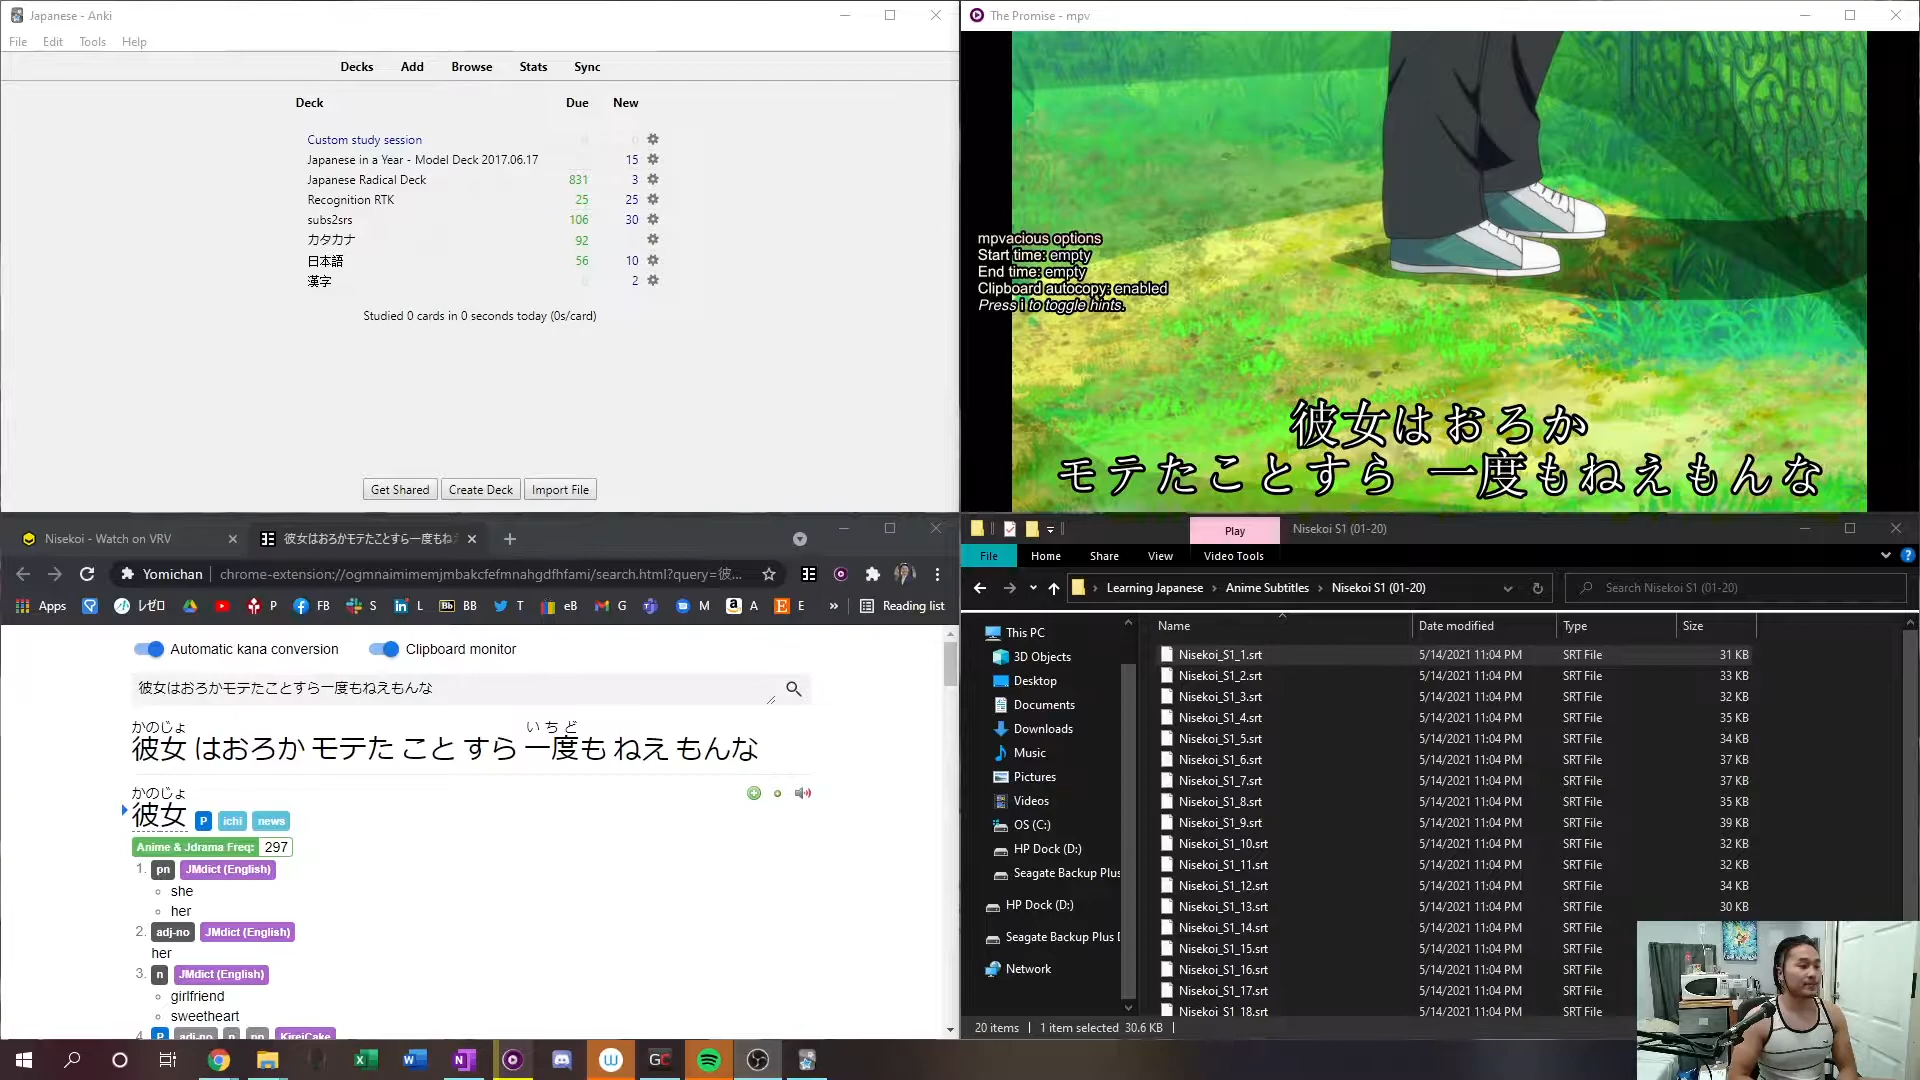 Japanese - Anki
File Edit Tools Help
Decks Add Browse Stats Sync
Deck Due New
Custom study session 0 0
Japanese in a Year - Model Deck 2017.06.17 15
Japanese Radical Deck 831 3
Recognition RTK 25 25
subs2srs 106 30
カタカナ 92
日本語 56 10
漢字 0 2
Studied 0 cards in 0 seconds today (0s/card)
Get Shared Create Deck Import File
The Promise - mpv
mpvacious options
Start time: empty
End time: empty
Clipboard autocopy: enabled
Press i to toggle hints.
彼女はおろか
モテたことすら 一度もねえもんな
Nisekoi - Watch on VRV
彼女はおろかモテたことすら一度もね
Yomichan chrome-extension://ogmnaimimemjmbakcfefmnahgdfhfami/search.html?query=彼...
Apps レゼロ P FB S L BB T eB G M A E » Reading list
Automatic kana conversion Clipboard monitor
彼女はおろかモテたことすら一度もねえもんな
かのじょ いちど
彼女 はおろか モテた こと すら 一度も ねえ もんな
かのじょ
彼女 P ichi news
Anime & Jdrama Freq: 297
1. pn JMdict (English)
she
her
2. adj-no JMdict (English)
her
3. n JMdict (English)
girlfriend
sweetheart
4. P adj-no n pn KireiCake
Play Nisekoi S1 (01-20)
File Home Share View Video Tools
Learning Japanese › Anime Subtitles › Nisekoi S1 (01-20) Search Nisekoi S1 (01-20)
This PC
3D Objects
Desktop
Documents
Downloads
Music
Pictures
Videos
OS (C:)
HP Dock (D:)
Seagate Backup Plus
HP Dock (D:)
Seagate Backup Plus
Network
Name Date modified Type Size
Nisekoi_S1_1.srt 5/14/2021 11:04 PM SRT File 31 KB
Nisekoi_S1_2.srt 5/14/2021 11:04 PM SRT File 33 KB
Nisekoi_S1_3.srt 5/14/2021 11:04 PM SRT File 32 KB
Nisekoi_S1_4.srt 5/14/2021 11:04 PM SRT File 35 KB
Nisekoi_S1_5.srt 5/14/2021 11:04 PM SRT File 34 KB
Nisekoi_S1_6.srt 5/14/2021 11:04 PM SRT File 37 KB
Nisekoi_S1_7.srt 5/14/2021 11:04 PM SRT File 37 KB
Nisekoi_S1_8.srt 5/14/2021 11:04 PM SRT File 35 KB
Nisekoi_S1_9.srt 5/14/2021 11:04 PM SRT File 39 KB
Nisekoi_S1_10.srt 5/14/2021 11:04 PM SRT File 32 KB
Nisekoi_S1_11.srt 5/14/2021 11:04 PM SRT File 32 KB
Nisekoi_S1_12.srt 5/14/2021 11:04 PM SRT File 34 KB
Nisekoi_S1_13.srt 5/14/2021 11:04 PM SRT File 30 KB
Nisekoi_S1_14.srt 5/14/2021 11:04 PM SRT File
Nisekoi_S1_15.srt 5/14/2021 11:04 PM SRT File
Nisekoi_S1_16.srt 5/14/2021 11:04 PM SRT File
Nisekoi_S1_17.srt 5/14/2021 11:04 PM SRT File
Nisekoi_S1_18.srt 5/14/2021 11:04 PM SRT File
20 items 1 item selected 30.6 KB
GC